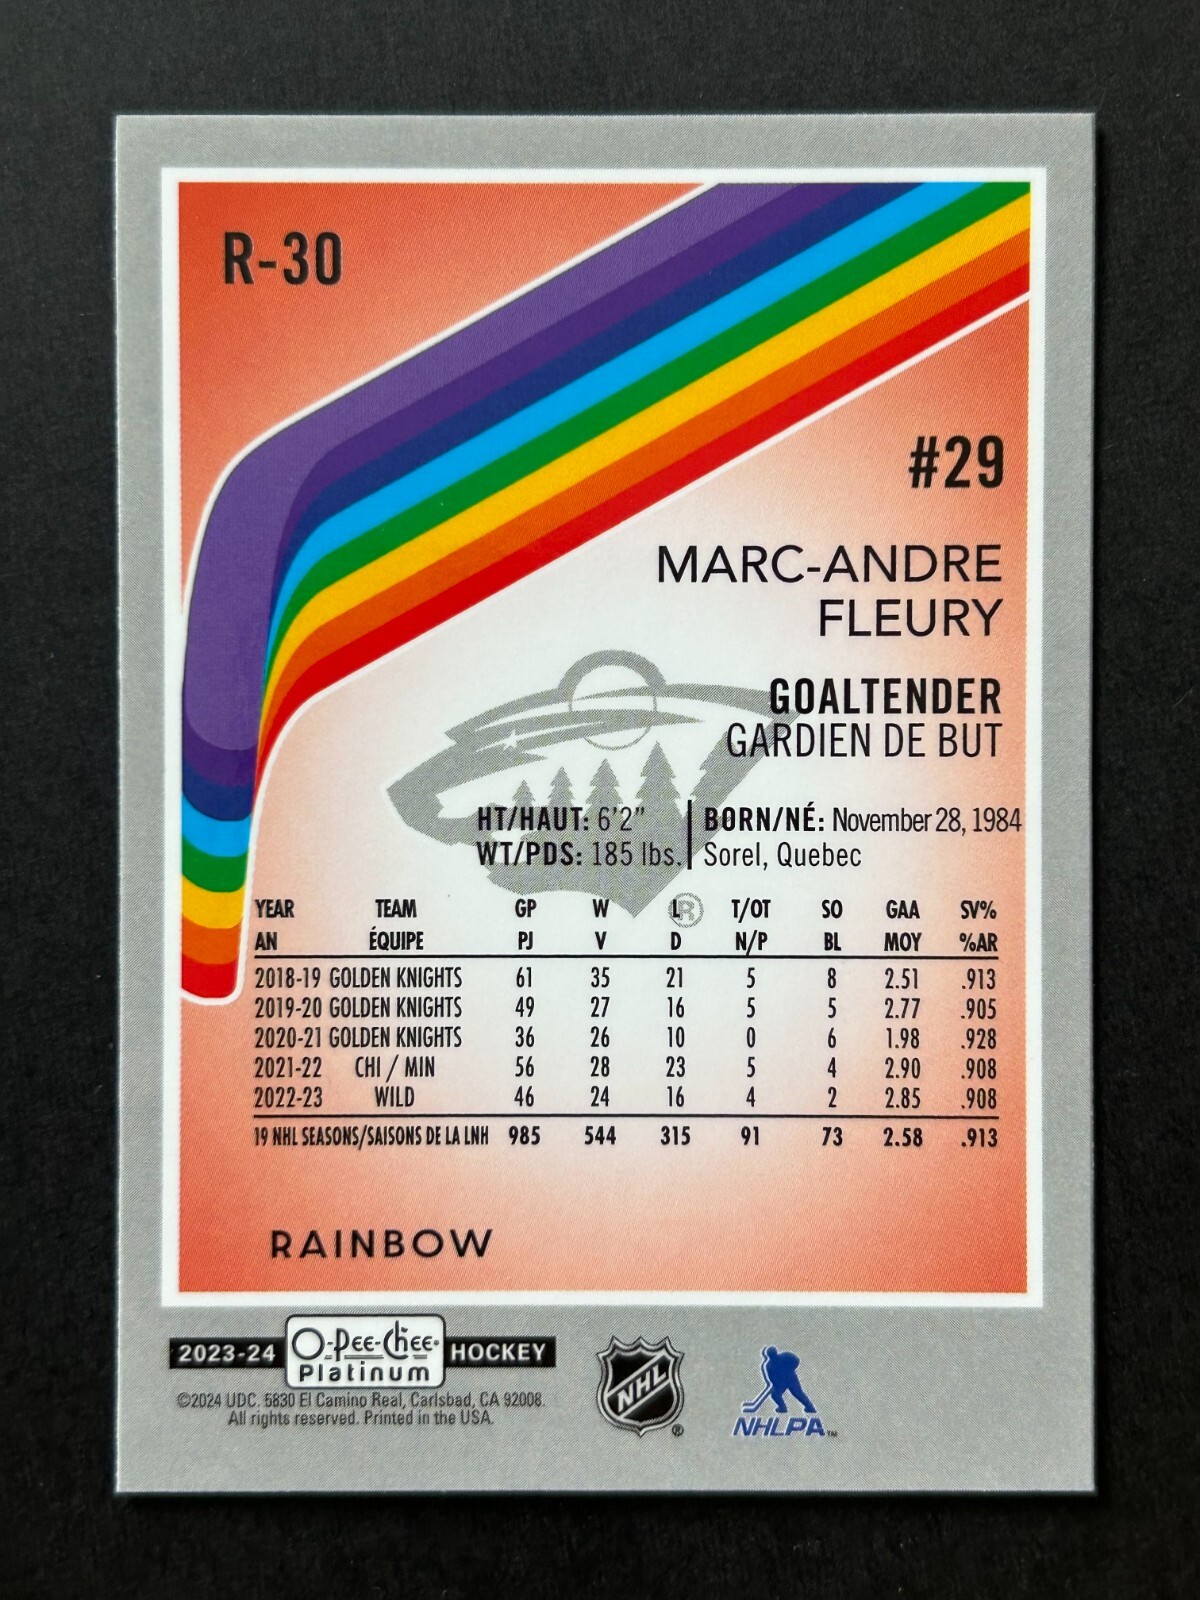 R-30
#29
MARC-ANDRE
FLEURY
GOALTENDER
GARDIEN DE BUT
HT/HAUT: 6'2" | BORN/NÉ: November 28, 1984
WT/PDS: 185 lbs. | Sorel, Quebec
YEAR TEAM GP W L T/OT SO GAA SV%
AN ÉQUIPE PJ V D N/P BL MOY %AR
2018-19 GOLDEN KNIGHTS 61 35 21 5 8 2.51 .913
2019-20 GOLDEN KNIGHTS 49 27 16 5 5 2.77 .905
2020-21 GOLDEN KNIGHTS 36 26 10 0 6 1.98 .928
2021-22 CHI / MIN 56 28 23 5 4 2.90 .908
2022-23 WILD 46 24 16 4 2 2.85 .908
19 NHL SEASONS/SAISONS DE LA LNH 985 544 315 91 73 2.58 .913
RAINBOW
2023-24 O-Pee-Chee HOCKEY
Platinum
©2024 UDC. 5830 El Camino Real, Carlsbad, CA 92008.
All rights reserved. Printed in the USA.
NHL ®
NHLPA™